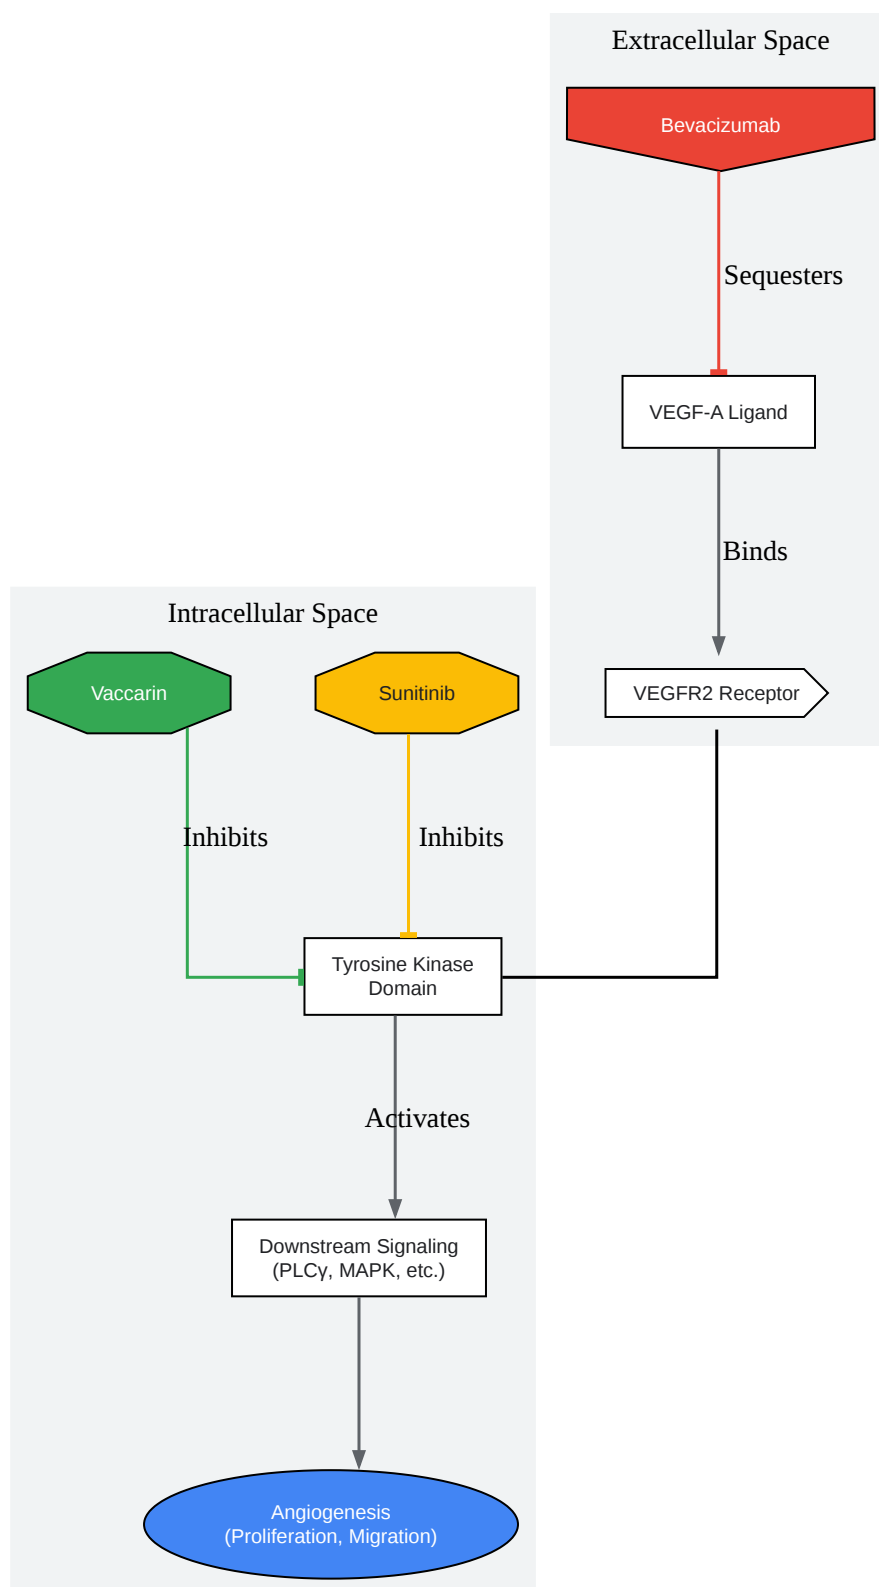 Extracellular Space
Bevacizumab
Sequesters
VEGF-A Ligand
Binds
VEGFR2 Receptor
Intracellular Space
Vaccarin
Sunitinib
Inhibits
Inhibits
Tyrosine Kinase
Domain
Activates
Downstream Signaling
(PLCγ, MAPK, etc.)
Angiogenesis
(Proliferation, Migration)